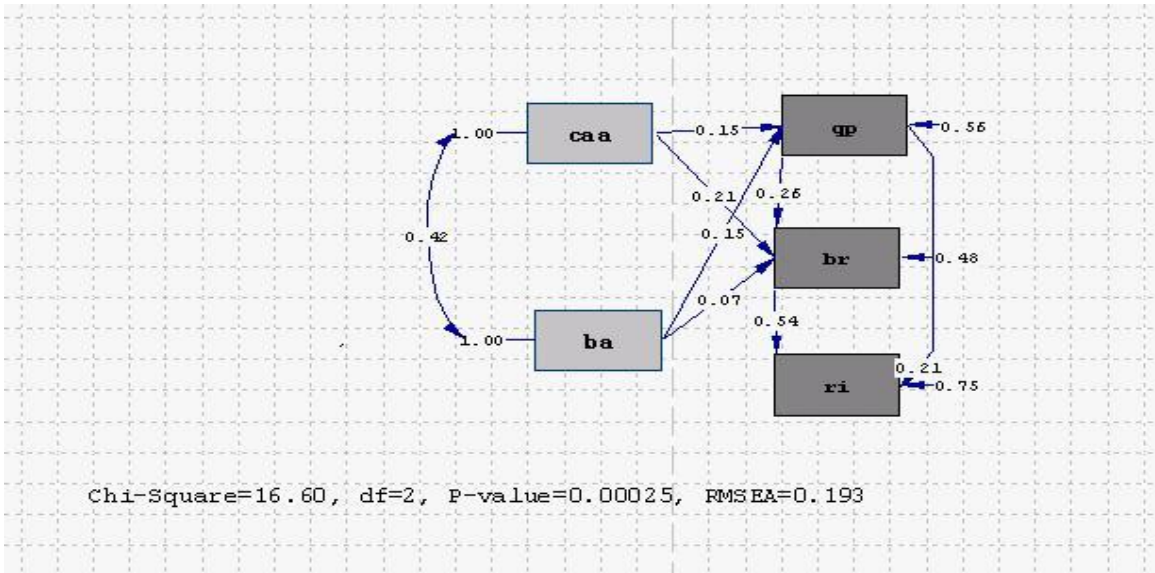 1.00
caa
0.15
qp
0.56
0.21
0.26
0.42
0.15
br
0.48
0.07
1.00
ba
0.54
0.21
ri
0.75
Chi-Square=16.60, df=2, P-value=0.00025, RMSEA=0.193